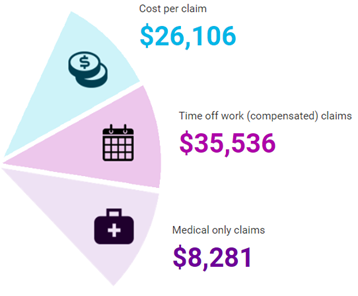 Cost per claim
$26,106
Time off work (compensated) claims
$35,536
Medical only claims
$8,281